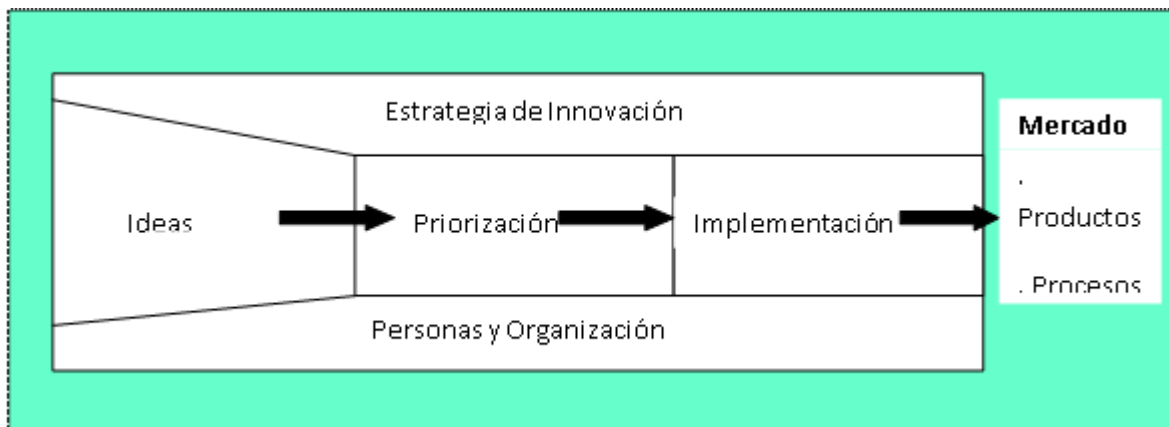 Estrategia de Innovación
Mercado
.
Ideas
Priorización
Implementación
Productos
. Procesos
Personas y Organización